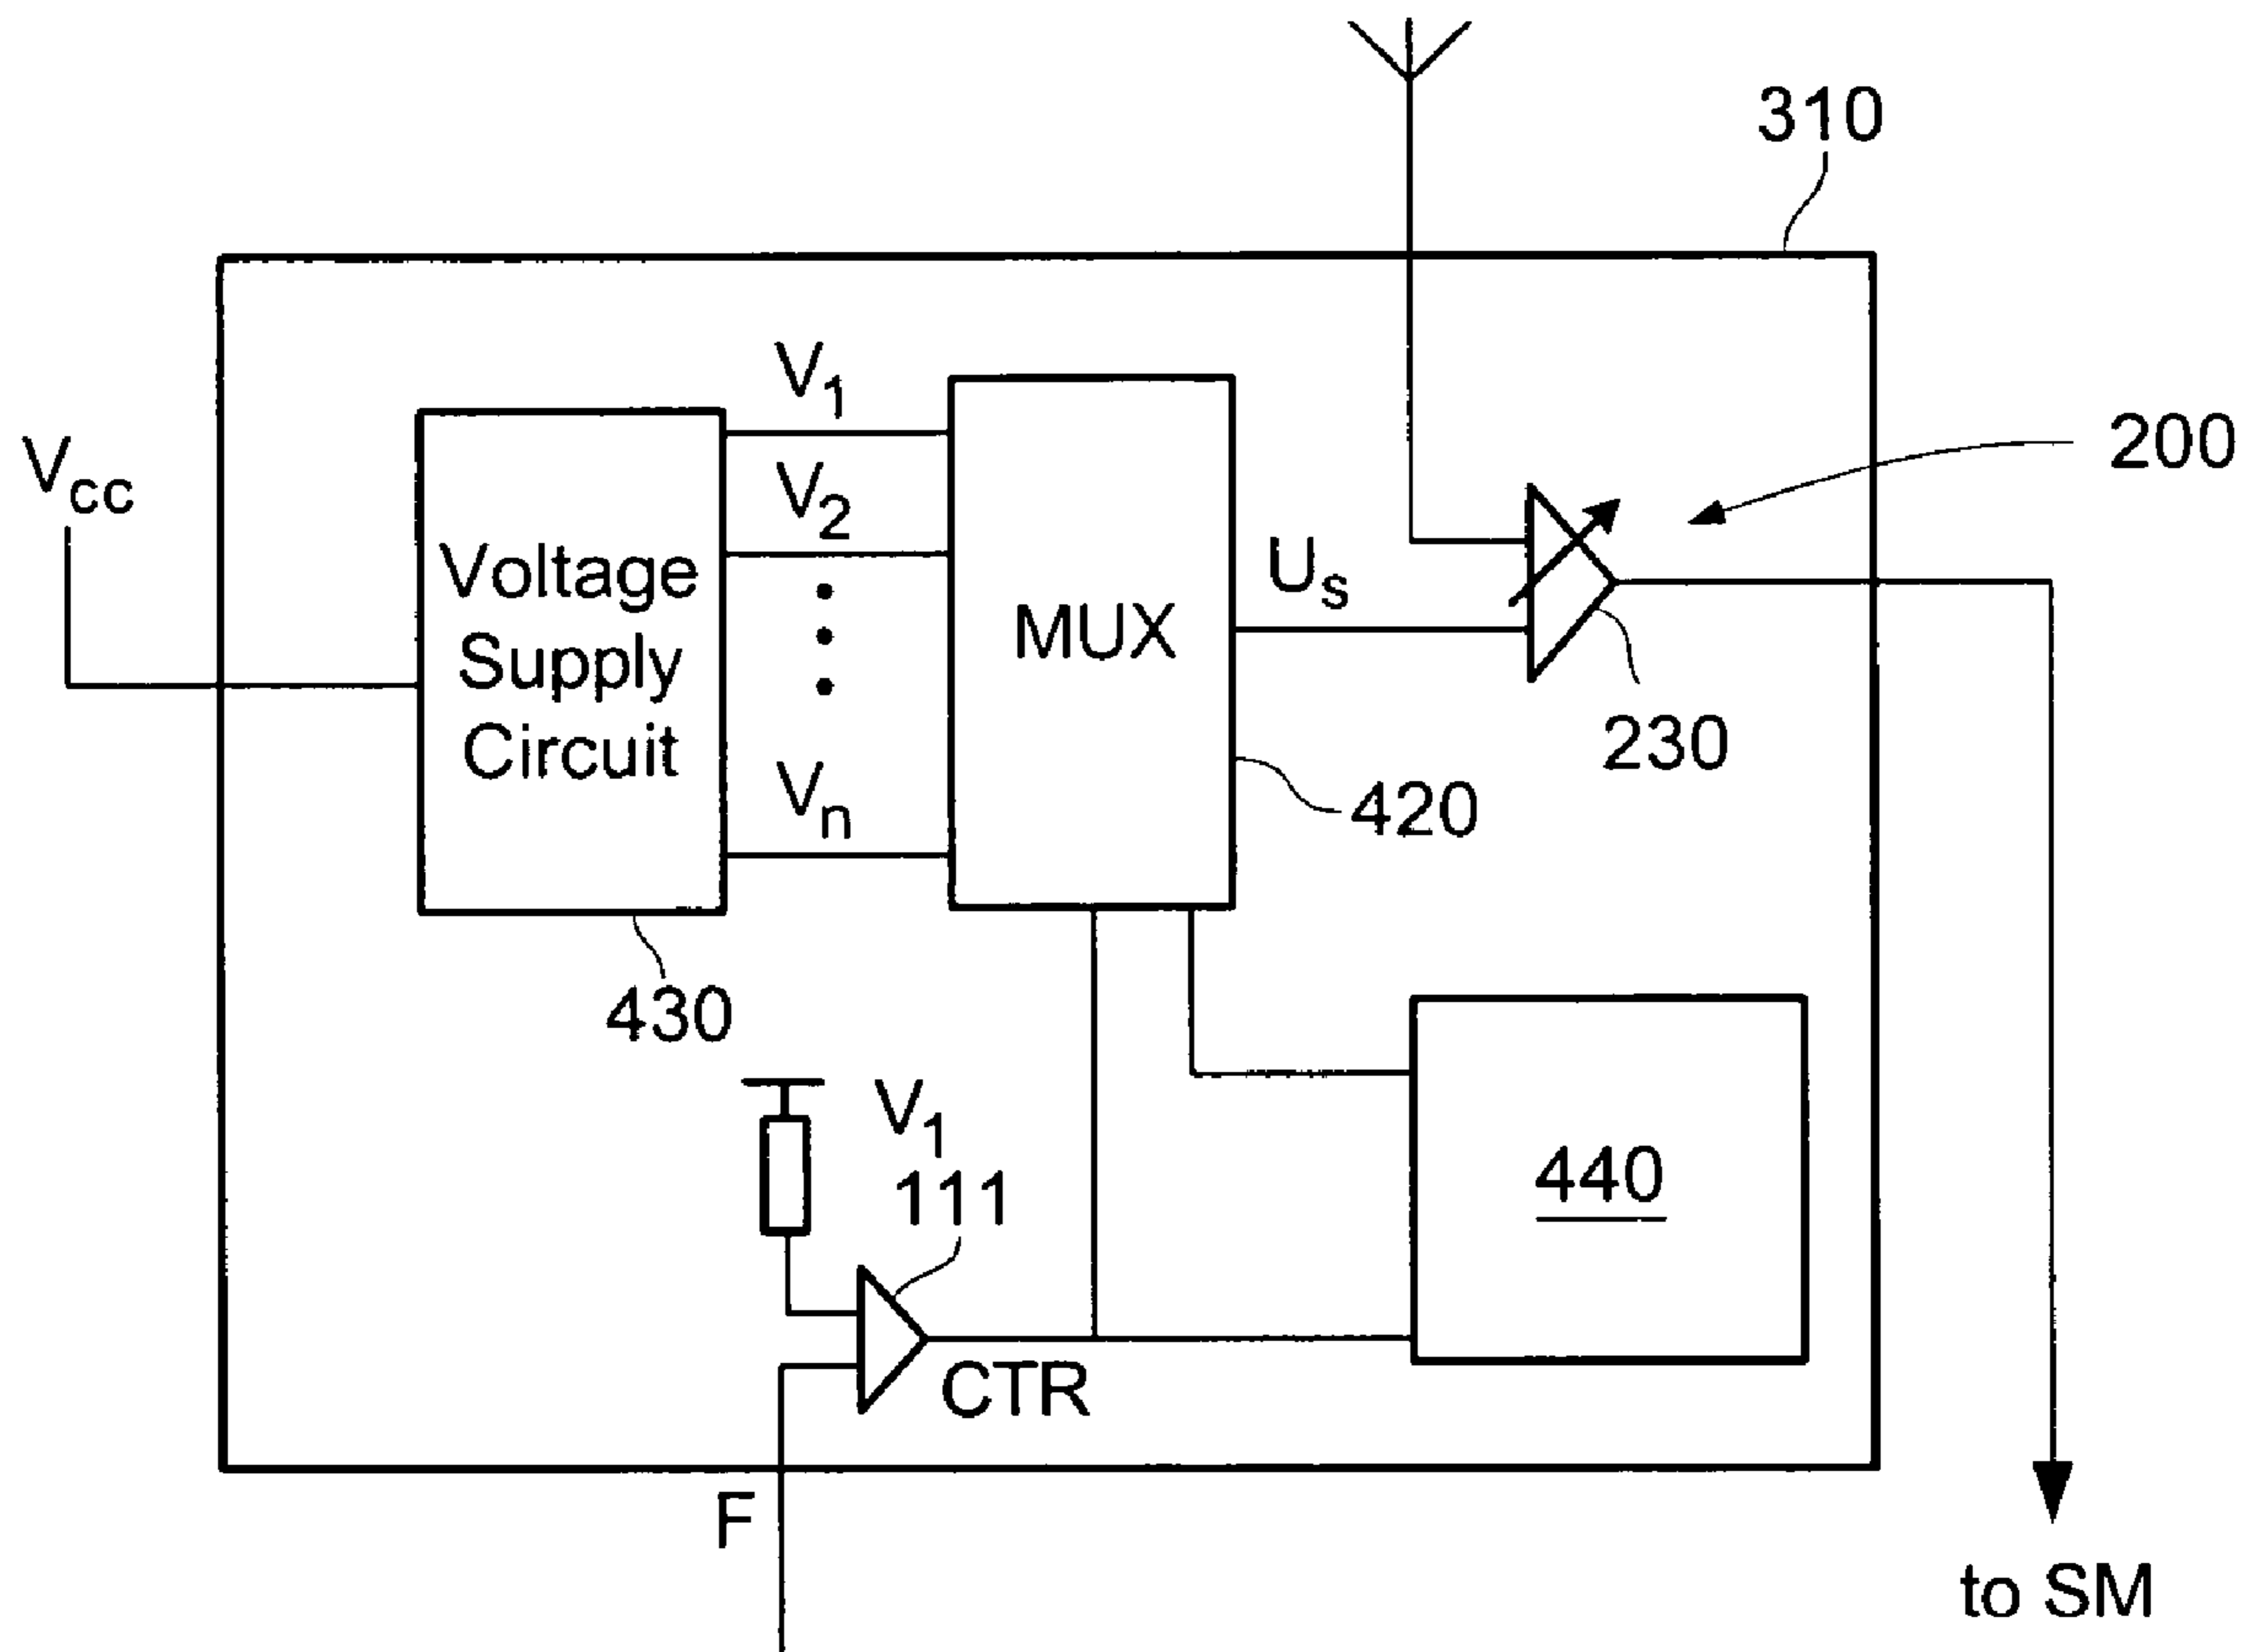 310
V1
200
Vcc
V2
Voltage
Supply
Circuit
MUX
Us
230
Vn
420
430
V1
111
440
CTR
F
to SM